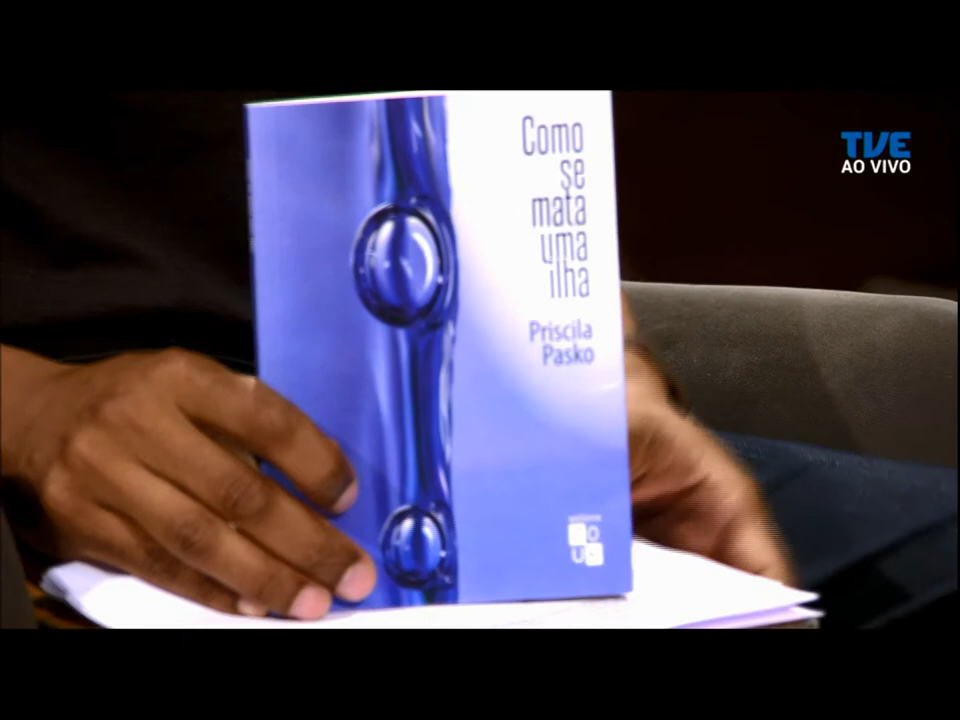 Como
se
mata
uma
ilha
Priscila
Pasko
TVE
AO VIVO